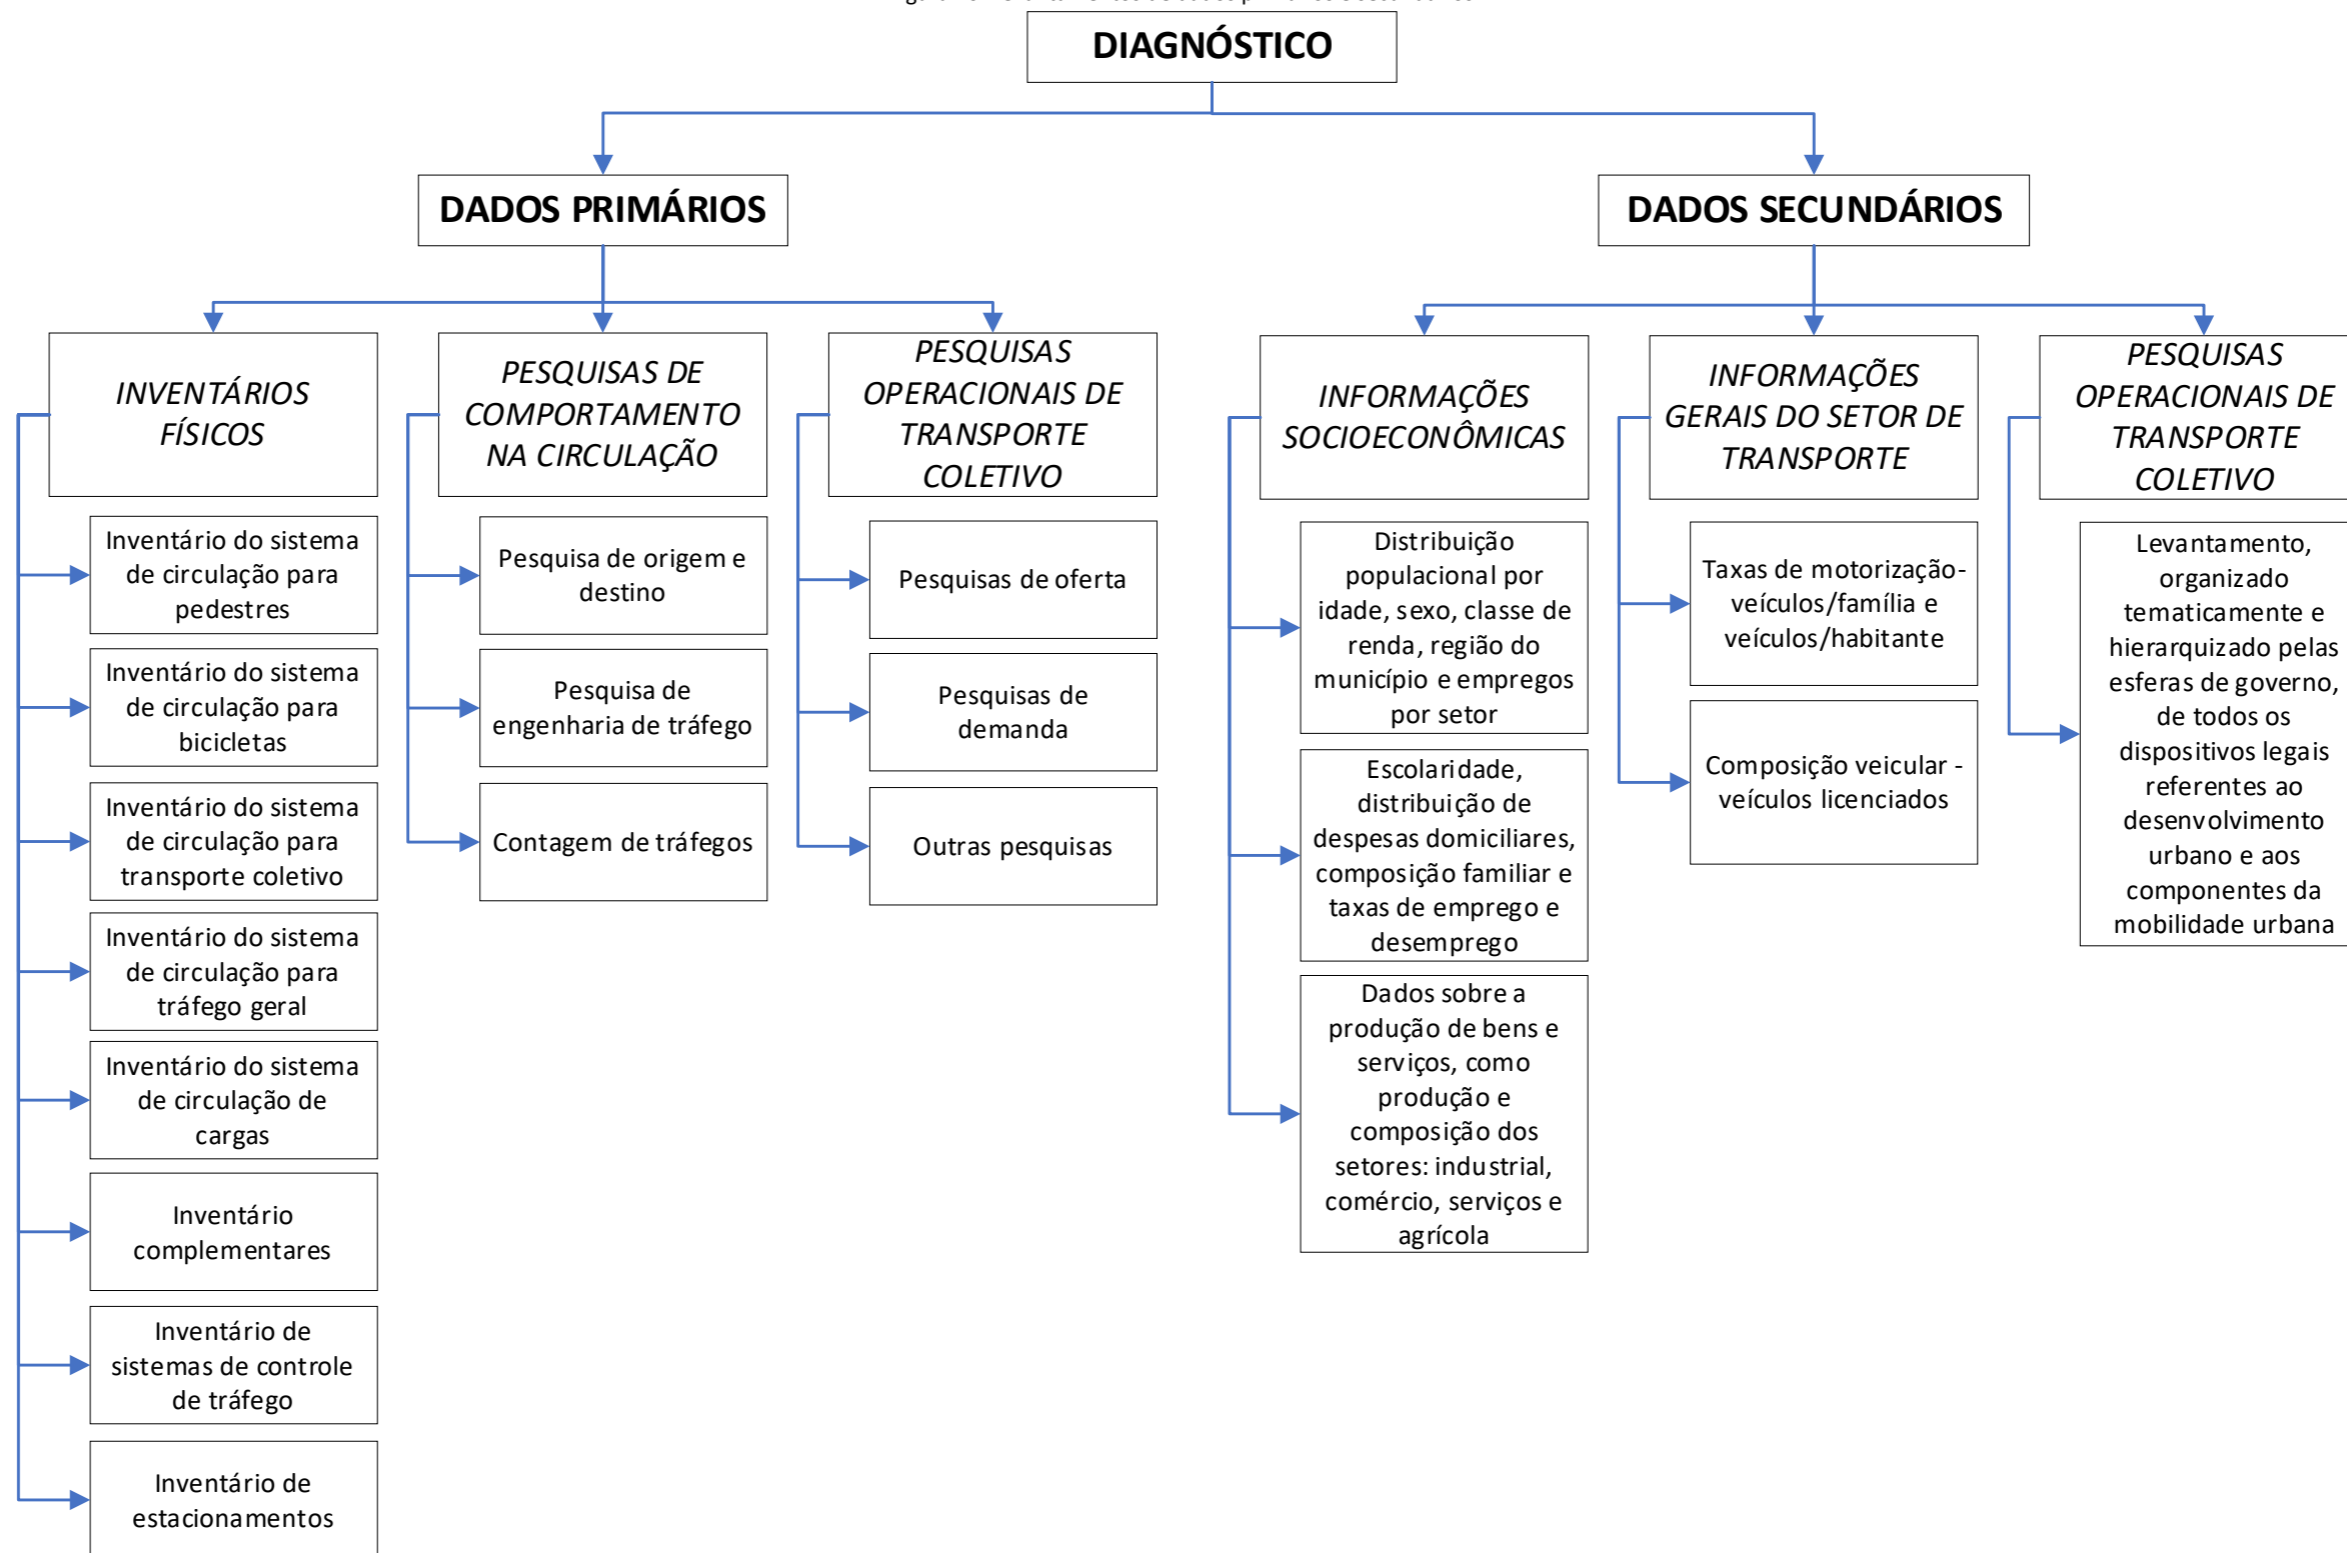 DIAGNÓSTICO
DADOS PRIMÁRIOS
DADOS SECUNDÁRIOS
INVENTÁRIOS
FÍSICOS
PESQUISAS DE
COMPORTAMENTO
NA CIRCULAÇÃO
PESQUISAS
OPERACIONAIS DE
TRANSPORTE
COLETIVO
INFORMAÇÕES
SOCIOECONÔMICAS
INFORMAÇÕES
GERAIS DO SETOR DE
TRANSPORTE
PESQUISAS
OPERACIONAIS DE
TRANSPORTE
COLETIVO
Inventário do sistema
de circulação para
pedestres
Inventário do sistema
de circulação para
bicicletas
Inventário do sistema
de circulação para
transporte coletivo
Inventário do sistema
de circulação para
tráfego geral
Inventário do sistema
de circulação de
cargas
Inventário
complementares
Inventário de
sistemas de controle
de tráfego
Inventário de
estacionamentos
Pesquisa de origem e
destino
Pesquisa de
engenharia de tráfego
Contagem de tráfegos
Pesquisas de oferta
Pesquisas de
demanda
Outras pesquisas
Distribuição
populacional por
idade, sexo, classe de
renda, região do
município e empregos
por setor
Escolaridade,
distribuição de
despesas domiciliares,
composição familiar e
taxas de emprego e
desemprego
Dados sobre a
produção de bens e
serviços, como
produção e
composição dos
setores: industrial,
comércio, serviços e
agrícola
Taxas de motorização-
veículos/família e
veículos/habitante
Composição veicular -
veículos licenciados
Levantamento,
organizado
tematicamente e
hierarquizado pelas
esferas de governo,
de todos os
dispositivos legais
referentes ao
desenvolvimento
urbano e aos
componentes da
mobilidade urbana